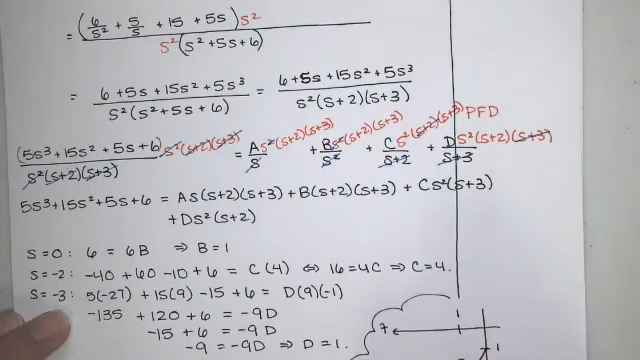 = (6/s² + 5/s + 15 + 5s) s²
s² (s² + 5s + 6)
= 6 + 5s + 15s² + 5s³ / s² (s² + 5s + 6) = 6 + 5s + 15s² + 5s³ / s² (s+2)(s+3)
PFD
(5s³ + 15s² + 5s + 6) s²(s+2)(s+3) / s²(s+2)(s+3) = A s²(s+2)(s+3) / s + B s²(s+2)(s+3) / s² + C s²(s+2)(s+3) / s+2 + D s²(s+2)(s+3) / s+3
5s³ + 15s² + 5s + 6 = As(s+2)(s+3) + B(s+2)(s+3) + Cs²(s+3)
+ Ds²(s+2)
s=0: 6 = 6B ⇒ B = 1
s=-2: -40 + 60 - 10 + 6 = C(4) ⇔ 16 = 4C ⇒ C = 4.
s=-3: 5(-27) + 15(9) - 15 + 6 = D(9)(-1)
-135 + 120 + 6 = -9D
-15 + 6 = -9D
-9 = -9D ⇒ D = 1.